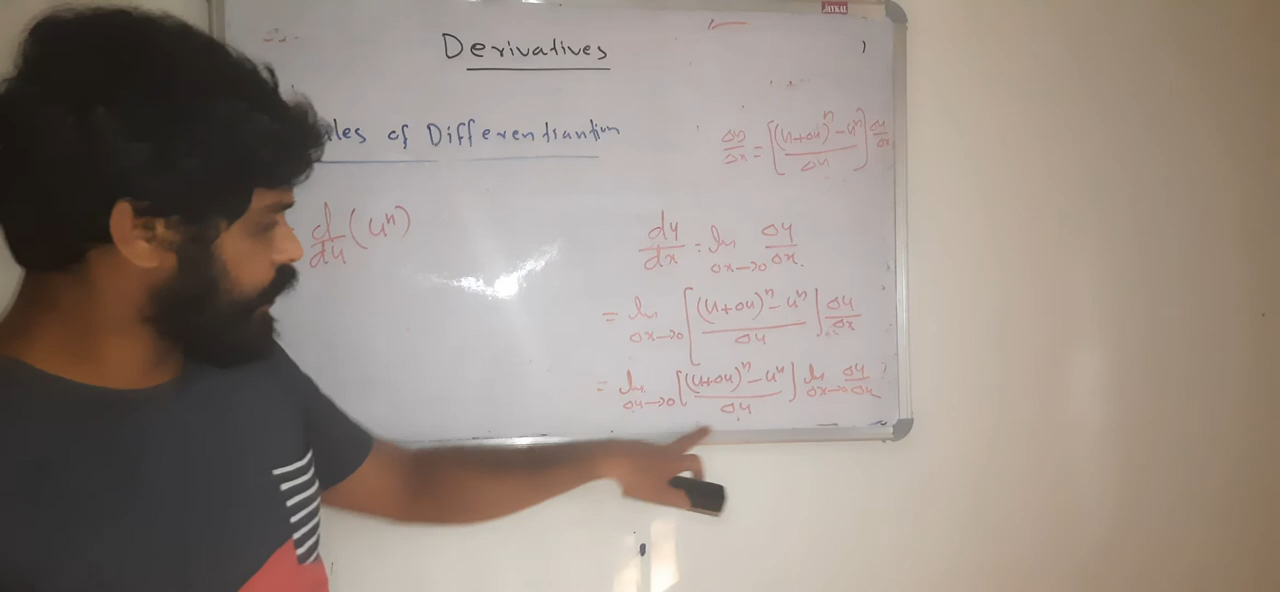 Derivatives
ules of Differentiantion
Δy/Δx = [((u+Δu)ⁿ - uⁿ)/Δu] Δu/Δx
d/du (uⁿ)
dy/dx = lim Δx→0 Δy/Δx
= lim Δx→0 [((u+Δu)ⁿ - uⁿ)/Δu] Δu/Δx
= lim Δu→0 [((u+Δu)ⁿ - uⁿ)/Δu] lim Δx→0 Δu/Δx